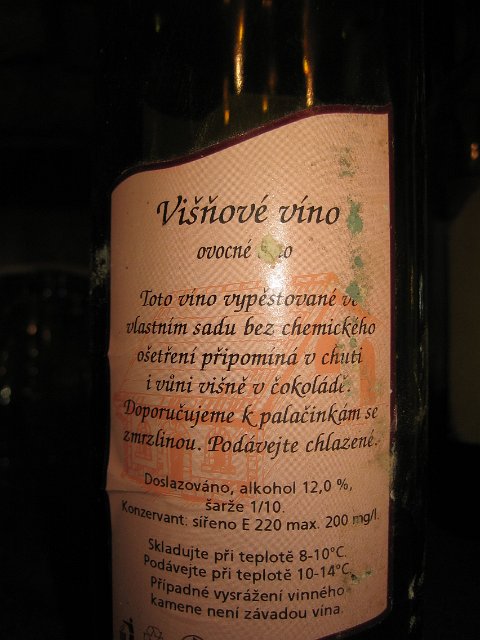 Višňové víno
ovocné
Toto víno vypěstované ve
vlastním sadu bez chemického
ošetření připomíná v chuti
i vůni višně v čokoládě.
Doporučujeme k palačinkám se
zmrzlinou. Podávejte chlazené.
Doslazováno, alkohol 12,0 %,
šarže 1/10.
Konzervant: sířeno E 220 max. 200 mg/l.
Skladujte při teplotě 8-10°C.
Podávejte při teplotě 10-14°C.
Případné vysrážení vinného
kamene není závadou vína.